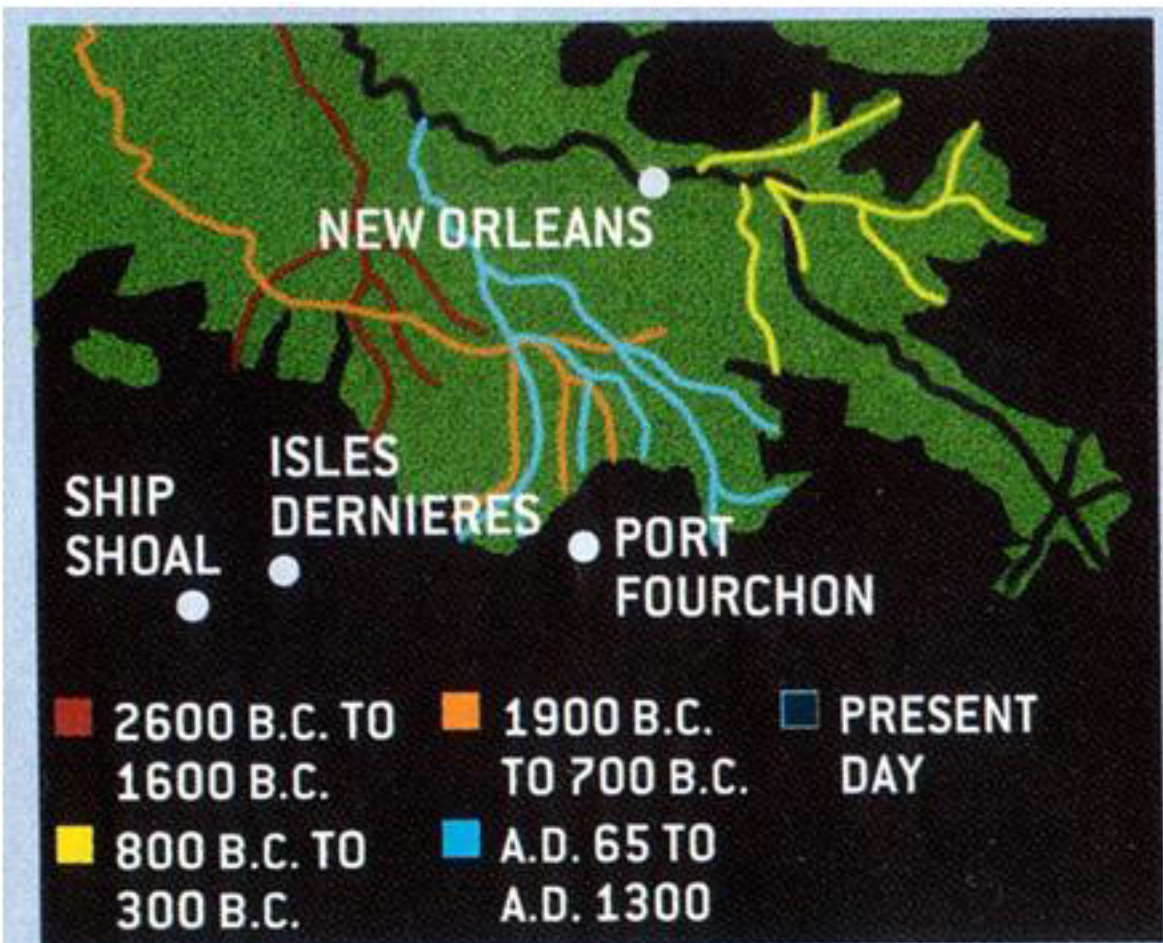 NEW ORLEANS
ISLES
DERNIERES
SHIP
SHOAL
PORT
FOURCHON
2600 B.C. TO
1600 B.C.
1900 B.C.
TO 700 B.C.
PRESENT
DAY
800 B.C. TO
300 B.C.
A.D. 65 TO
A.D. 1300